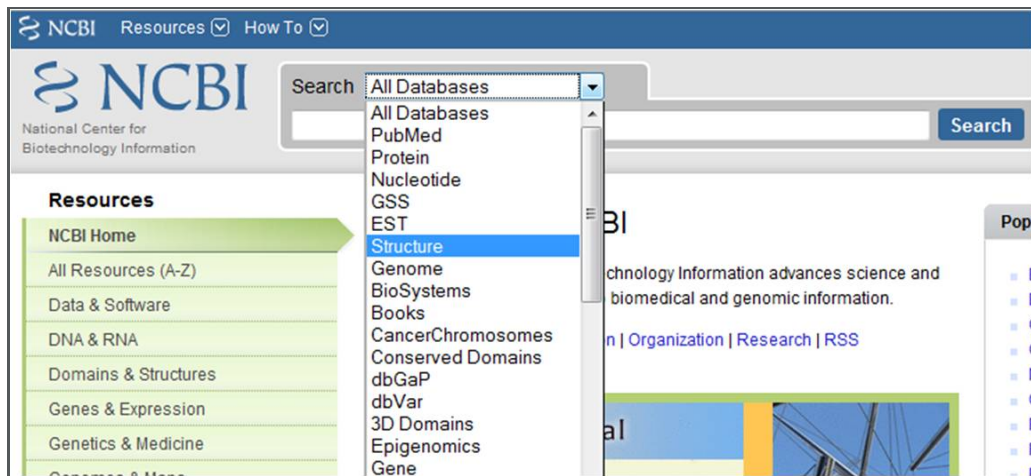 NCBI Resources How To
NCBI
National Center for
Biotechnology Information
Search All Databases
Search
All Databases
PubMed
Protein
Nucleotide
GSS
EST
Structure
Genome
BioSystems
Books
CancerChromosomes
Conserved Domains
dbGaP
dbVar
3D Domains
Epigenomics
Gene
Resources
NCBI Home
All Resources (A-Z)
Data & Software
DNA & RNA
Domains & Structures
Genes & Expression
Genetics & Medicine
BI
chnology Information advances science and
biomedical and genomic information.
n | Organization | Research | RSS
al
Pop